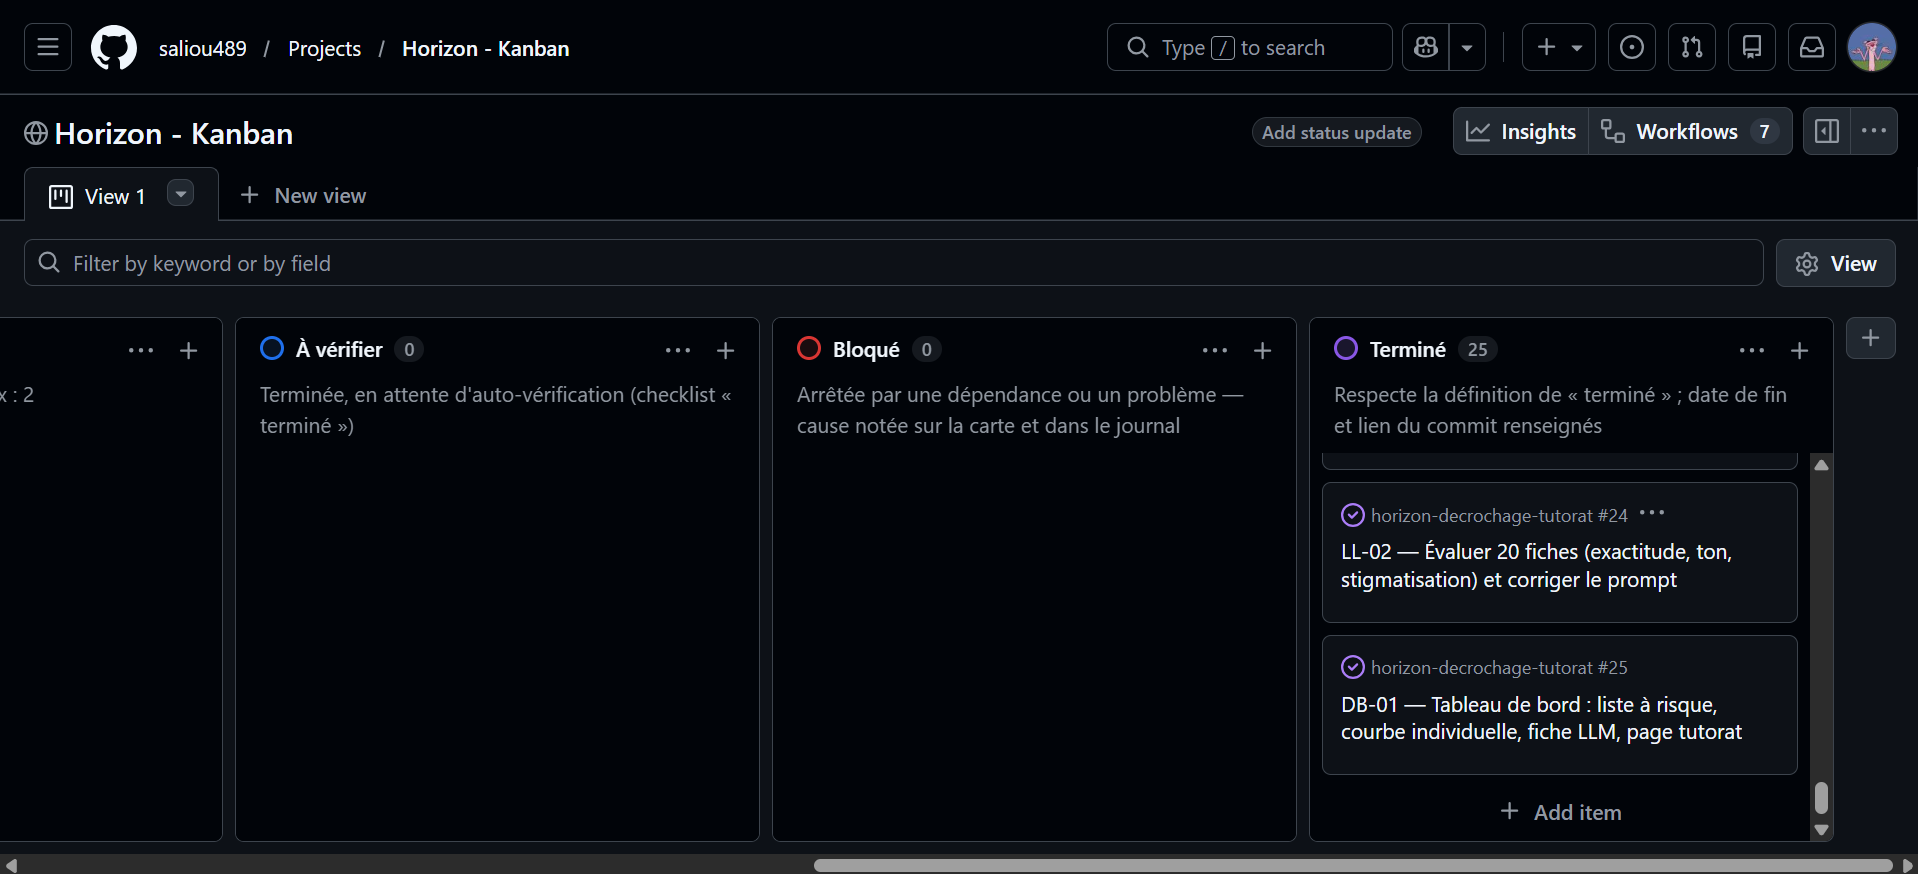 saliou489 / Projects / Horizon - Kanban
Type / to search
Horizon - Kanban
Add status update
Insights
Workflows 7
View 1
New view
Filter by keyword or by field
View
x : 2
À vérifier 0
Terminée, en attente d'auto-vérification (checklist «
terminé »)
Bloqué 0
Arrêtée par une dépendance ou un problème —
cause notée sur la carte et dans le journal
Terminé 25
Respecte la définition de « terminé » ; date de fin
et lien du commit renseignés
horizon-decrochage-tutorat #24
LL-02 — Évaluer 20 fiches (exactitude, ton,
stigmatisation) et corriger le prompt
horizon-decrochage-tutorat #25
DB-01 — Tableau de bord : liste à risque,
courbe individuelle, fiche LLM, page tutorat
Add item